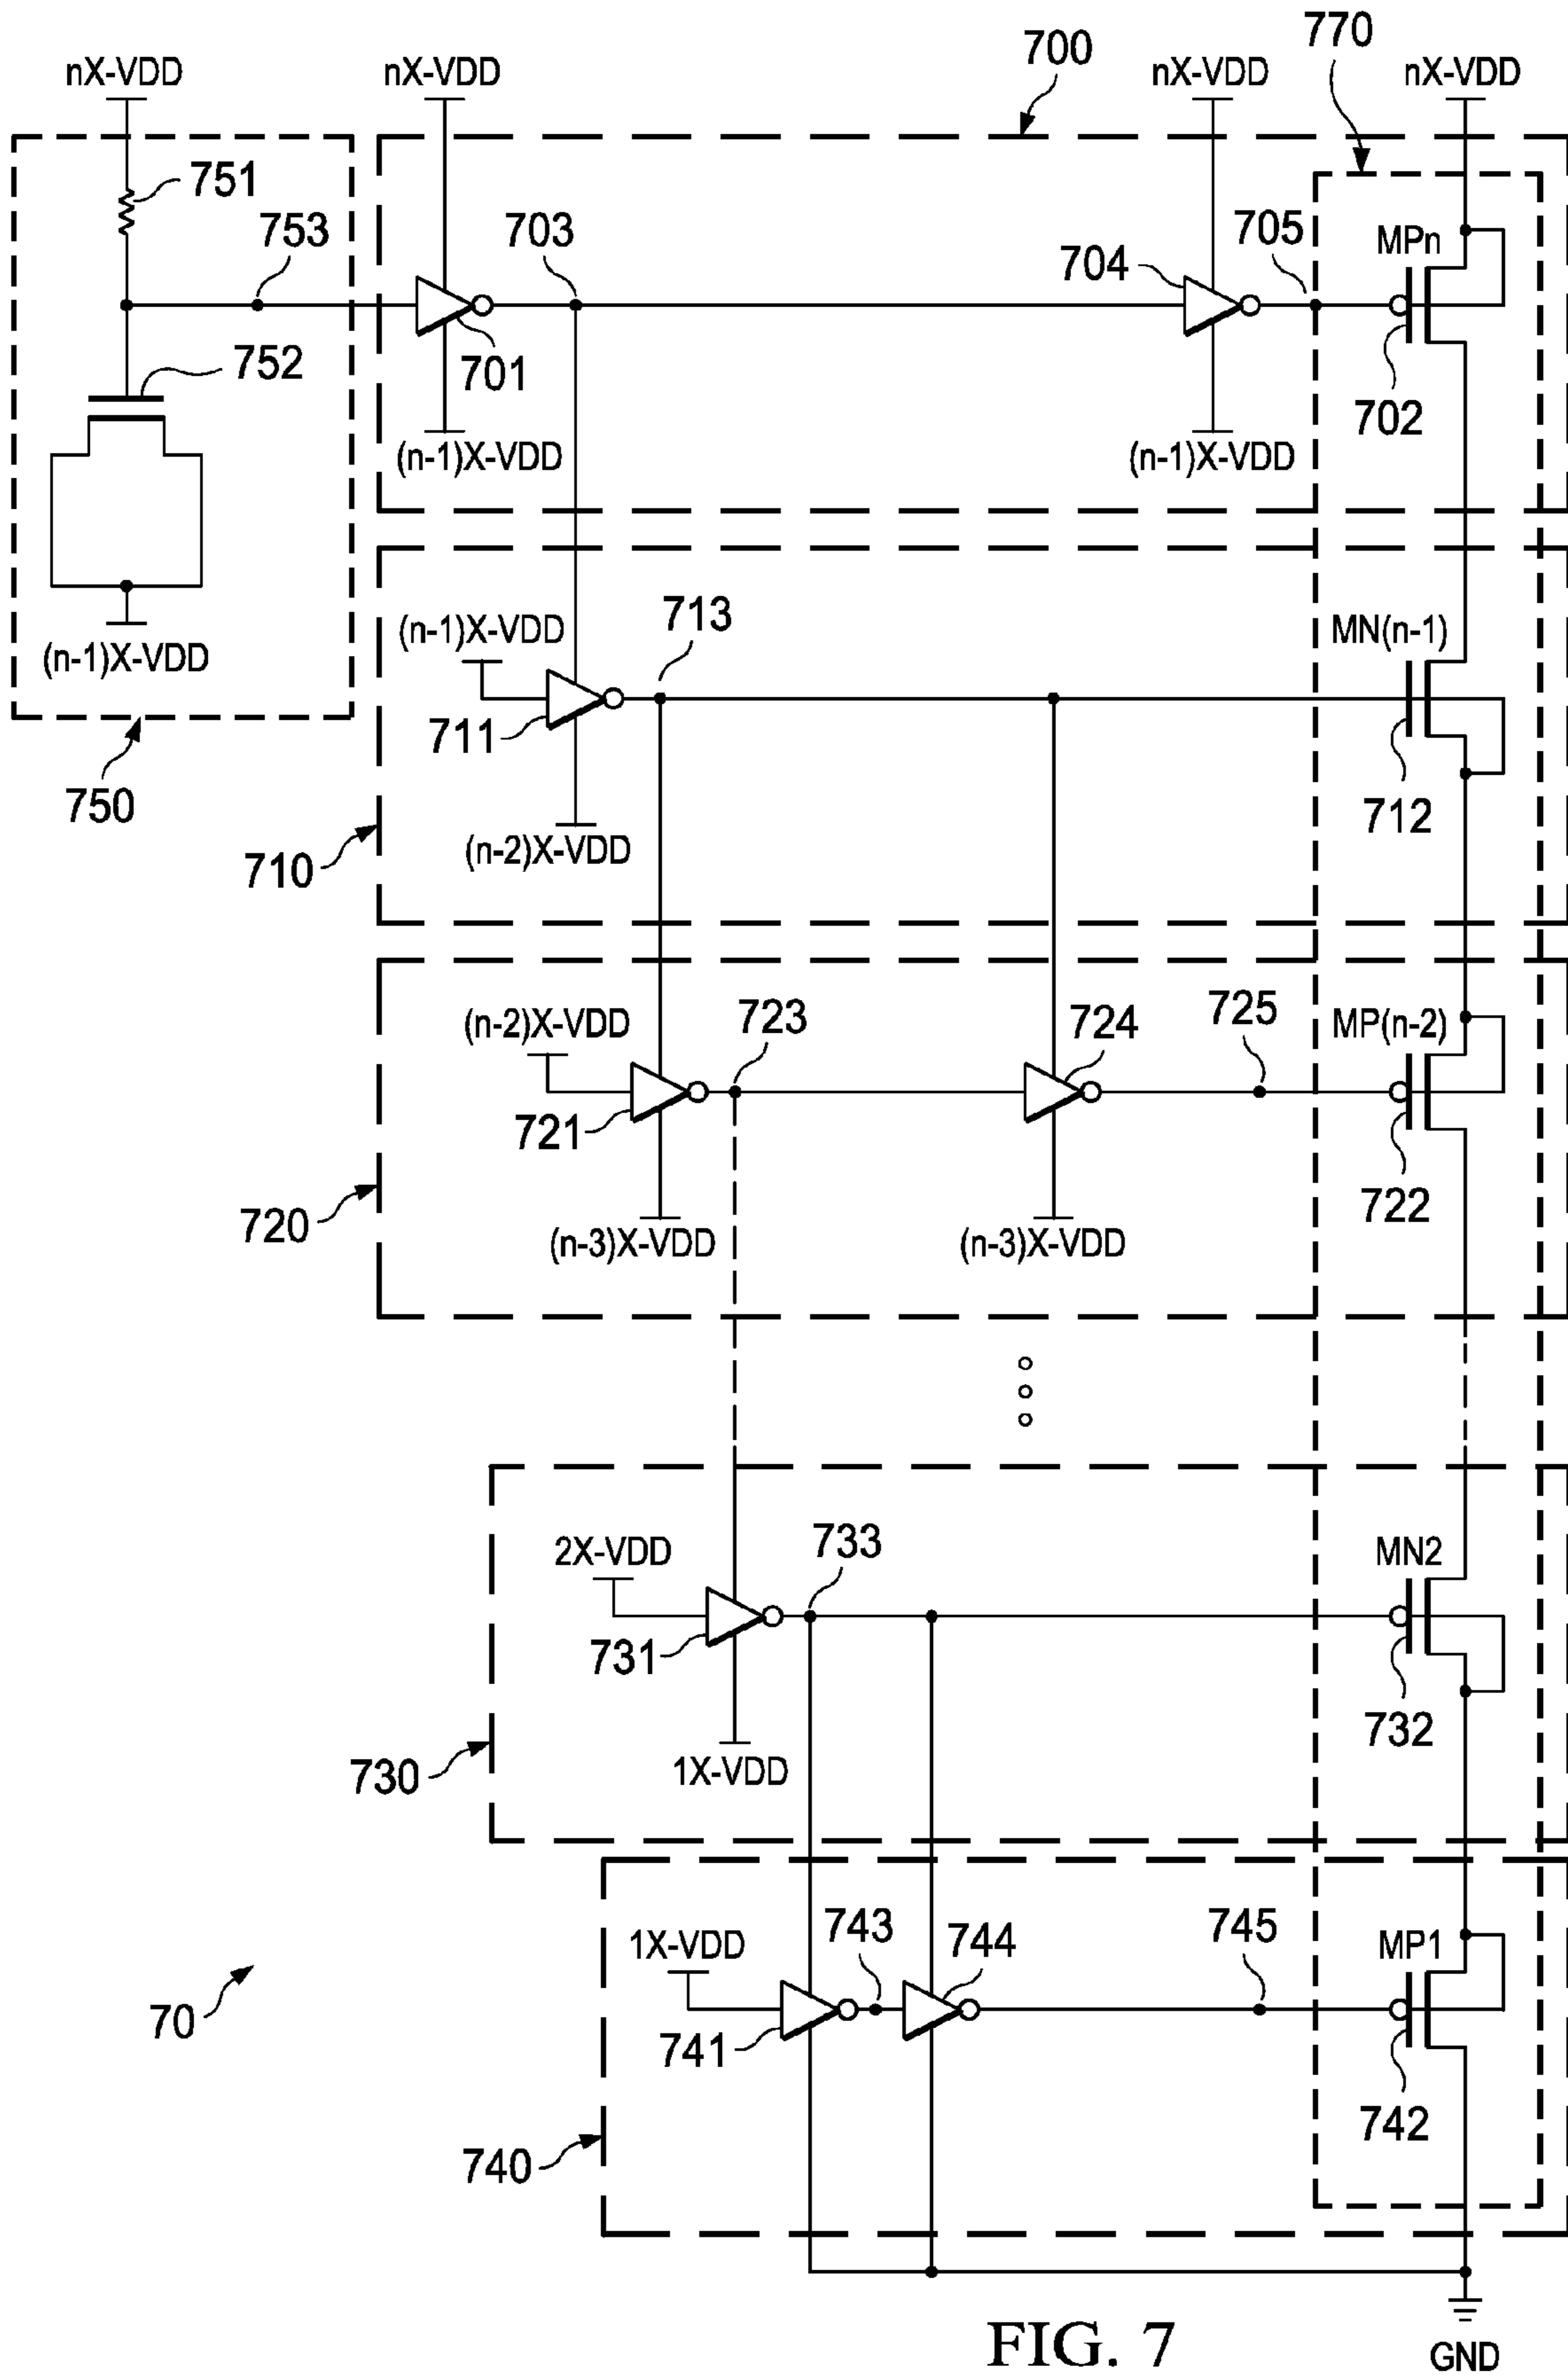 770
700
nX-VDD
nX-VDD
nX-VDD
nX-VDD
751
753
703
704
705
MPn
701
752
702
(n-1)X-VDD
(n-1)X-VDD
(n-1)X-VDD
750
(n-1)X-VDD
713
MN(n-1)
711
712
(n-2)X-VDD
710
(n-2)X-VDD
723
724
725
MP(n-2)
721
722
720
(n-3)X-VDD
(n-3)X-VDD
2X-VDD
733
MN2
731
732
1X-VDD
730
1X-VDD
743
744
745
MP1
70
741
742
740
FIG. 7
GND